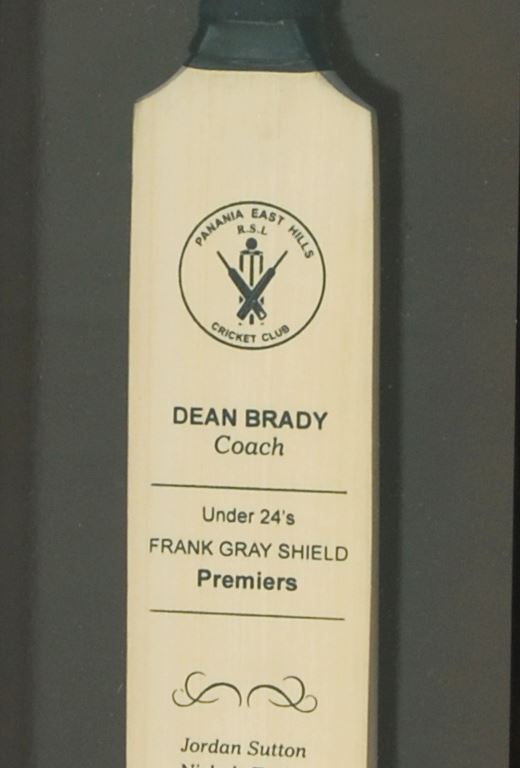 PANANIA EAST HILLS
R.S.L
CRICKET CLUB
DEAN BRADY
Coach
Under 24's
FRANK GRAY SHIELD
Premiers
Jordan Sutton